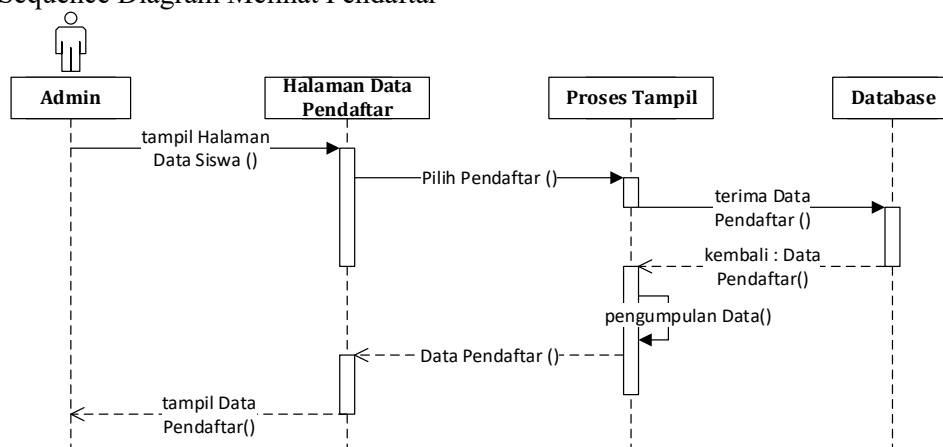 Sequence Diagram Melihat Pendaftar
Admin
Halaman Data
Pendaftar
Proses Tampil
Database
tampil Halaman
Data Siswa ()
Pilih Pendaftar ()
terima Data
Pendaftar ()
kembali : Data
Pendaftar()
pengumpulan Data()
Data Pendaftar ()
tampil Data
Pendaftar()